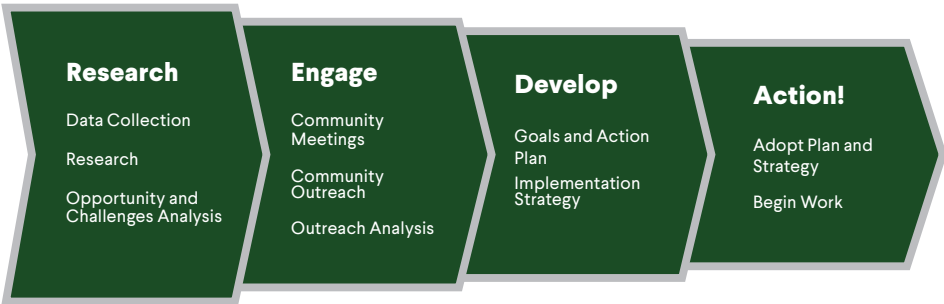 Research
Data Collection
Research
Opportunity and
Challenges Analysis
Engage
Community
Meetings
Community
Outreach
Outreach Analysis
Develop
Goals and Action
Plan
Implementation
Strategy
Action!
Adopt Plan and
Strategy
Begin Work